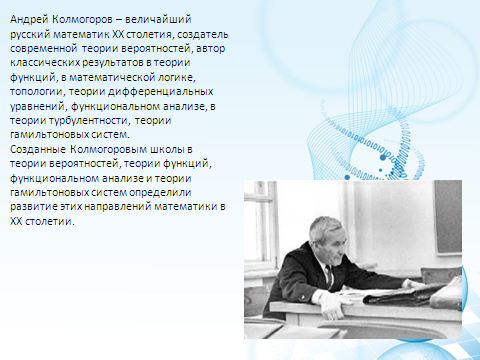 Андрей Колмогоров – величайший
русский математик XX столетия, создатель
современной теории вероятностей, автор
классических результатов в теории
функций, в математической логике,
топологии, теории дифференциальных
уравнений, функциональном анализе, в
теории турбулентности, теории
гамильтоновых систем.
Созданные Колмогоровым школы в
теории вероятностей, теории функций,
функциональном анализе и теории
гамильтоновых систем определили
развитие этих направлений математики в
XX столетии.